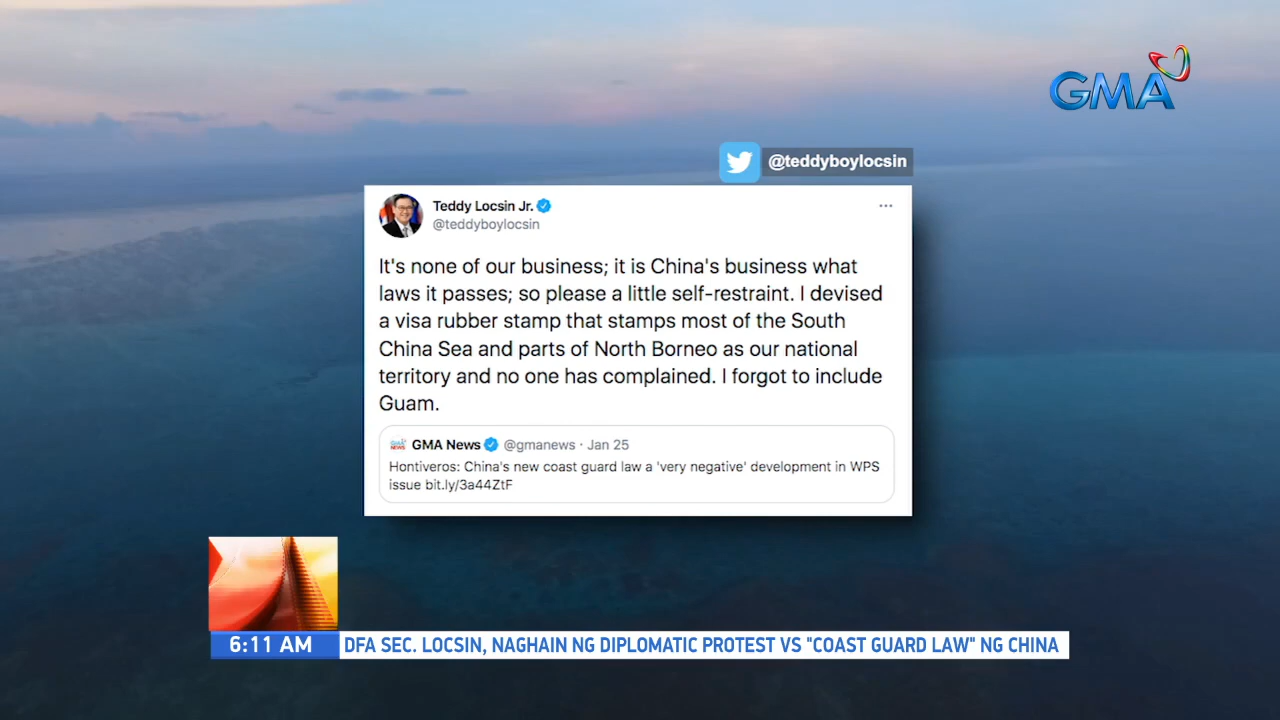 GMA
@teddyboylocsin
Teddy Locsin Jr.
@teddyboylocsin
It's none of our business; it is China's business what
laws it passes; so please a little self-restraint. I devised
a visa rubber stamp that stamps most of the South
China Sea and parts of North Borneo as our national
territory and no one has complained. I forgot to include
Guam.
GMA NEWS
GMA News @gmanews · Jan 25
Hontiveros: China's new coast guard law a 'very negative' development in WPS
issue bit.ly/3a44ZtF
6:11 AM
DFA SEC. LOCSIN, NAGHAIN NG DIPLOMATIC PROTEST VS "COAST GUARD LAW" NG CHINA